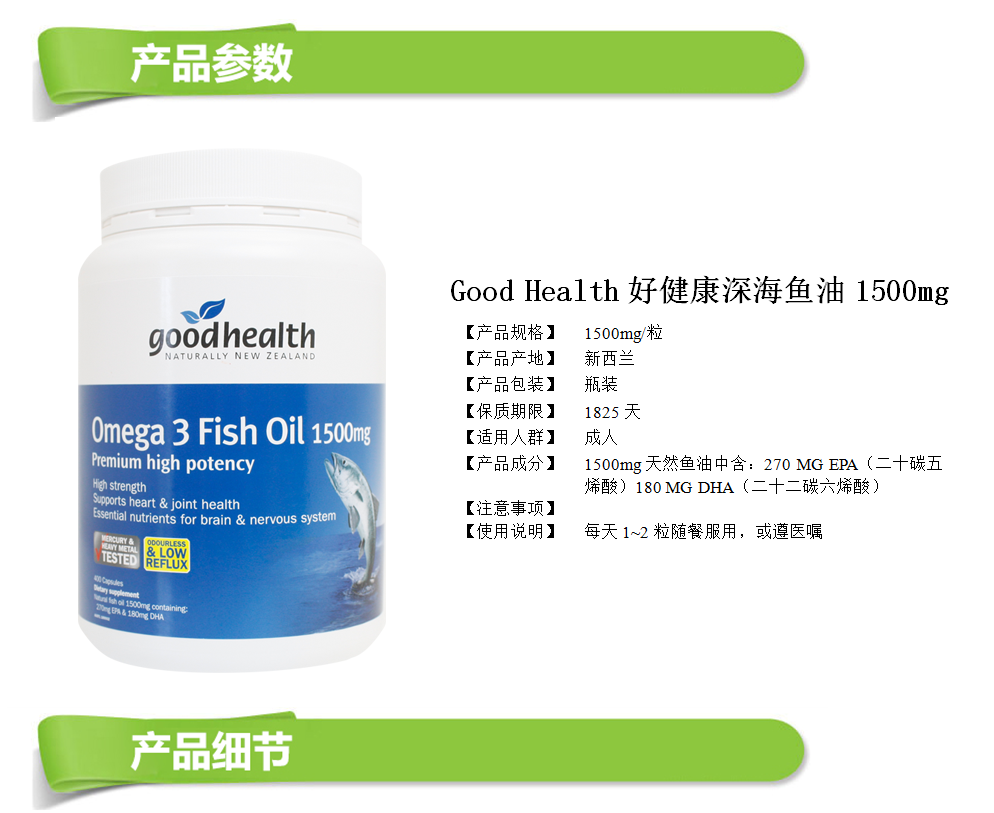 产品参数
goodhealth
NATURALLY NEW ZEALAND
Omega 3 Fish Oil 1500mg
Premium high potency
High strength
Supports heart & joint health
Essential nutrients for brain & nervous system
MERCURY &
HEAVY METAL
TESTED
ODOURLESS
& LOW
REFLUX
400 Capsules
Dietary supplement
Natural fish oil 1500mg containing:
270mg EPA & 180mg DHA
Good Health 好健康深海鱼油 1500mg
【产品规格】 1500mg/粒
【产品产地】 新西兰
【产品包装】 瓶装
【保质期限】 1825 天
【适用人群】 成人
【产品成分】 1500mg 天然鱼油中含：270 MG EPA（二十碳五
烯酸）180 MG DHA（二十二碳六烯酸）
【注意事项】
【使用说明】 每天 1~2 粒随餐服用，或遵医嘱
产品细节